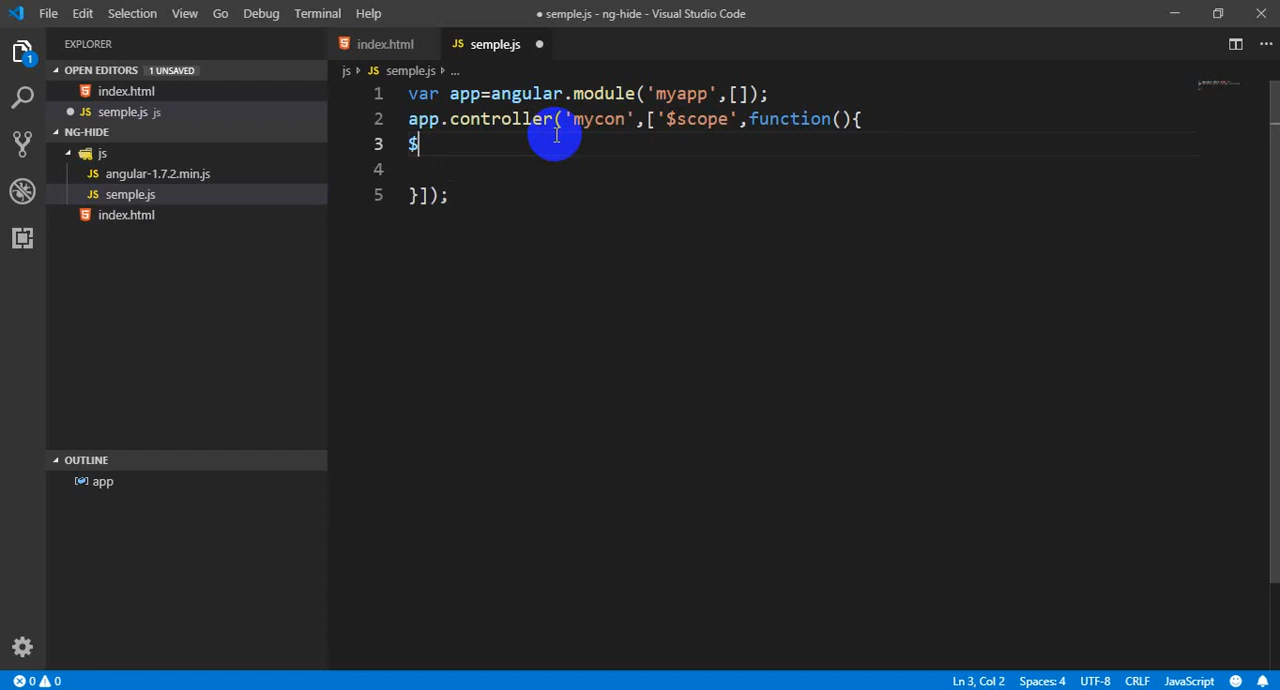 File Edit Selection View Go Debug Terminal Help
● semple.js - ng-hide - Visual Studio Code
EXPLORER
OPEN EDITORS 1 UNSAVED
index.html
semple.js js
NG-HIDE
js
JS angular-1.7.2.min.js
JS semple.js
index.html
OUTLINE
app
index.html
JS semple.js
js JS semple.js ...
1 var app=angular.module('myapp',[]);
2 app.controller('mycon',['$scope',function(){
3 $
4
5 }]);
1
0 0
Ln 3, Col 2 Spaces: 4 UTF-8 CRLF JavaScript